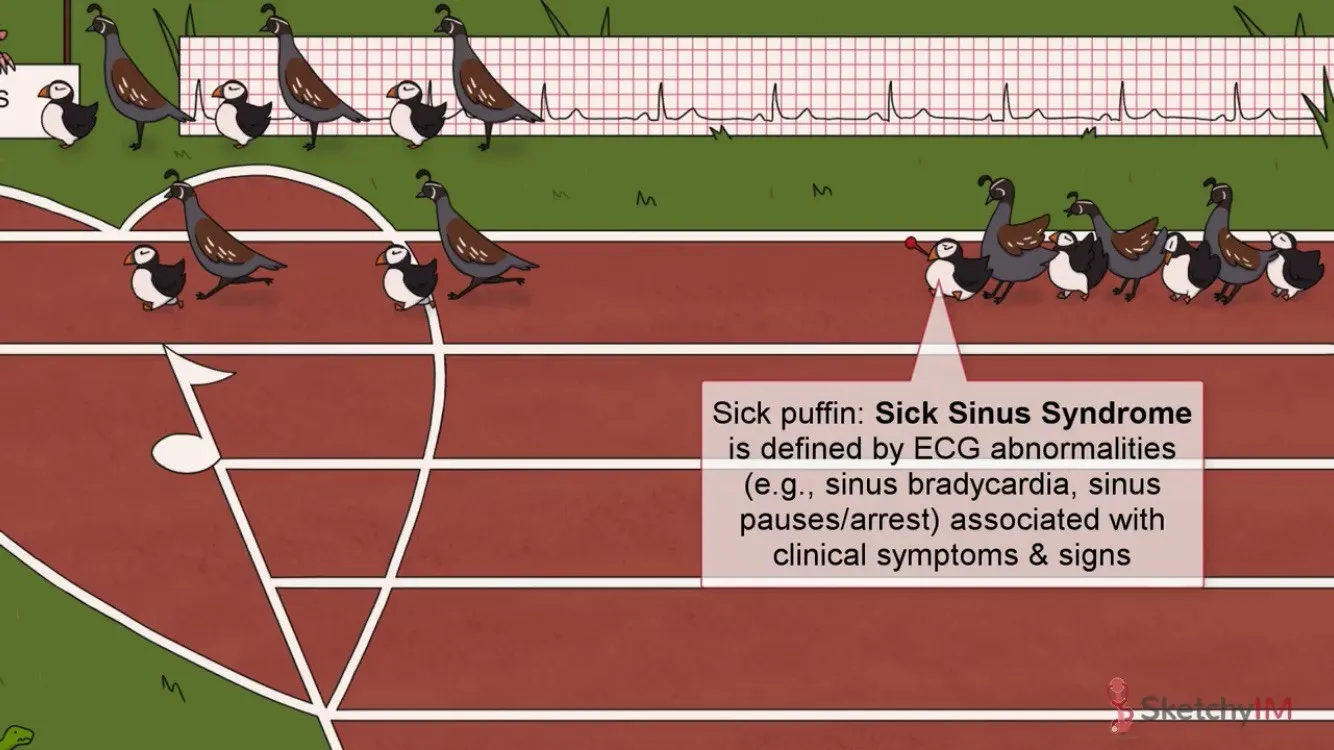 S
Sick puffin: Sick Sinus Syndrome
is defined by ECG abnormalities
(e.g., sinus bradycardia, sinus
pauses/arrest) associated with
clinical symptoms & signs
SketchyIM